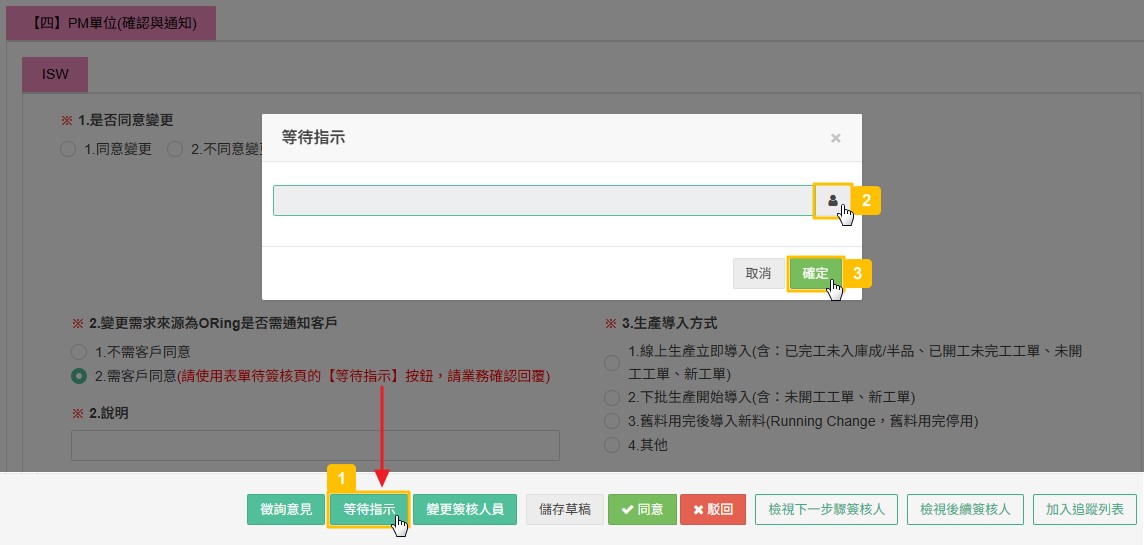 【四】PM單位(確認與通知)
ISW
※ 1.是否同意變更
1.同意變更 2.不同意變
等待指示 ×
2
取消 確定 3
※ 2.變更需求來源為ORing是否需通知客戶
1.不需客戶同意
2.需客戶同意(請使用表單待簽核頁的【等待指示】按鈕，請業務確認回覆)
※ 2.說明
※ 3.生產導入方式
1.線上生產立即導入(含：已完工未入庫成/半品、已開工未完工工單、未開
工工單、新工單)
2.下批生產開始導入(含：未開工工單、新工單)
3.舊料用完後導入新料(Running Change，舊料用完停用)
4.其他
1
徵詢意見 等待指示 變更簽核人員 儲存草稿 同意 駁回 檢視下一步驟簽核人 檢視後續簽核人 加入追蹤列表